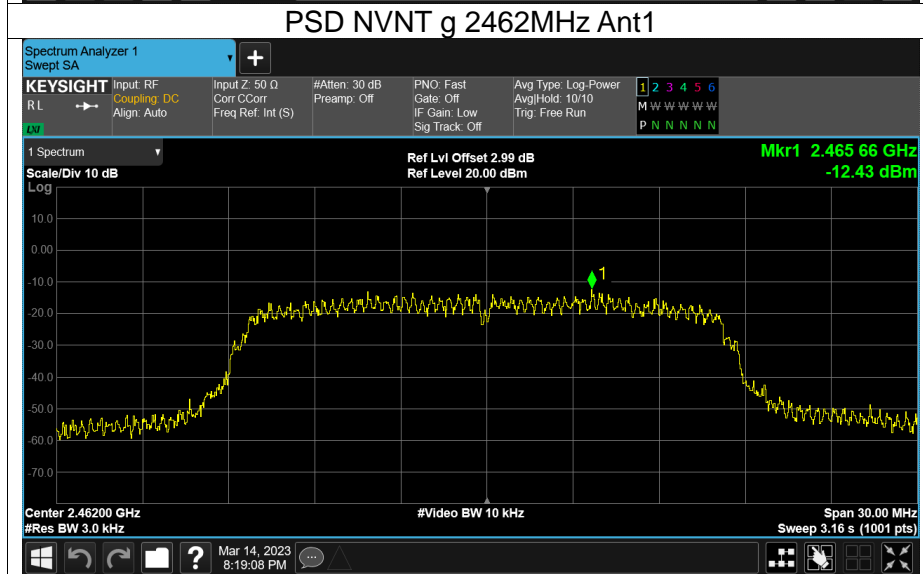 PSD NVNT g 2462MHz Ant1
Spectrum Analyzer 1
Swept SA
+
KEYSIGHT
R L
LXI
Input: RF
Coupling: DC
Align: Auto
Input Z: 50 Ω
Corr CCorr
Freq Ref: Int (S)
#Atten: 30 dB
Preamp: Off
PNO: Fast
Gate: Off
IF Gain: Low
Sig Track: Off
Avg Type: Log-Power
Avg|Hold: 10/10
Trig: Free Run
1 2 3 4 5 6
M W W W W W
P N N N N N
1 Spectrum
Scale/Div 10 dB
Ref Lvl Offset 2.99 dB
Ref Level 20.00 dBm
Mkr1 2.465 66 GHz
-12.43 dBm
Log
10.0
0.00
-10.0
-20.0
-30.0
-40.0
-50.0
-60.0
-70.0
1
Center 2.46200 GHz
#Res BW 3.0 kHz
#Video BW 10 kHz
Span 30.00 MHz
Sweep 3.16 s (1001 pts)
?
Mar 14, 2023
8:19:08 PM